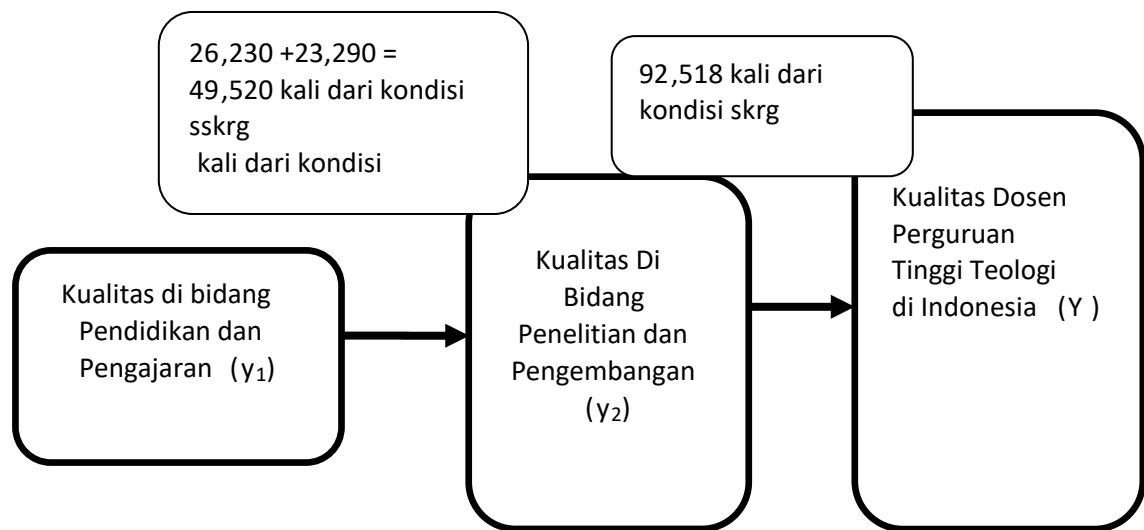 26,230 +23,290 =
49,520 kali dari kondisi
sskrg
kali dari kondisi
92,518 kali dari
kondisi skrg
Kualitas di bidang
Pendidikan dan
Pengajaran (y₁)
Kualitas Di
Bidang
Penelitian dan
Pengembangan
(y₂)
Kualitas Dosen
Perguruan
Tinggi Teologi
di Indonesia (Y )